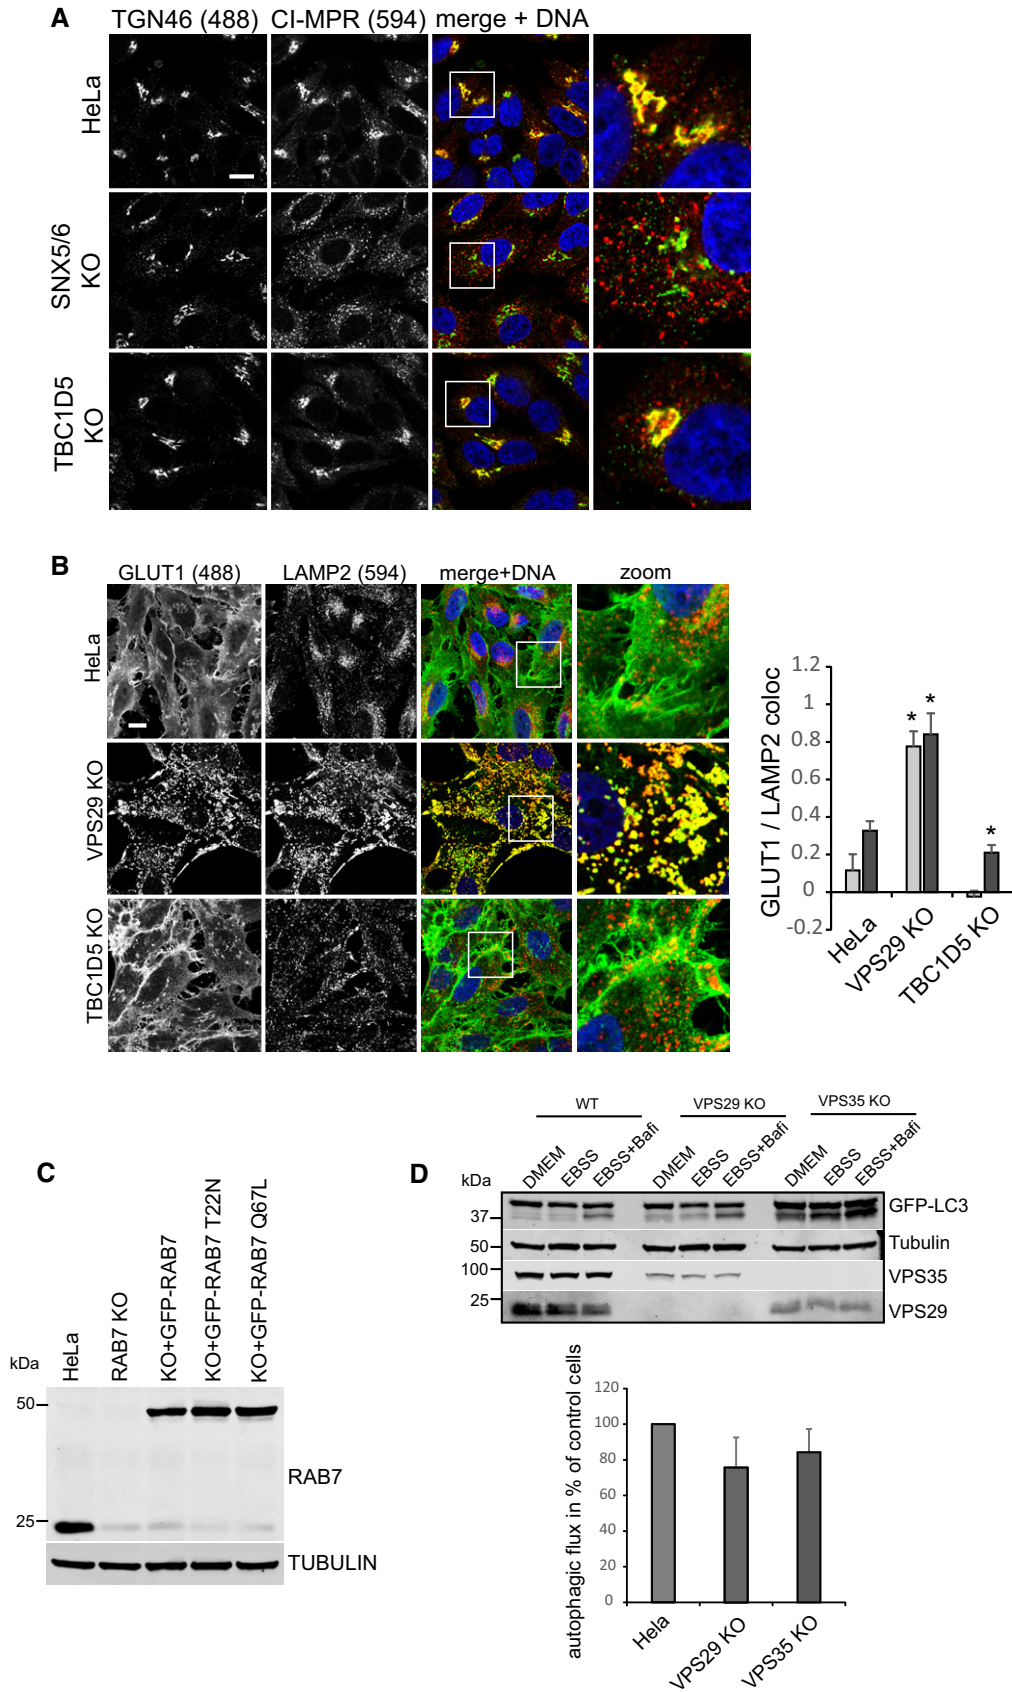 A
TGN46 (488) CI-MPR (594) merge + DNA
HeLa
SNX5/6 KO
TBC1D5 KO
B
GLUT1 (488) LAMP2 (594) merge+DNA zoom
HeLa
VPS29 KO
TBC1D5 KO
GLUT1 / LAMP2 coloc
1.2
1
0.8
0.6
0.4
0.2
0
-0.2
* * *
HeLa VPS29 KO TBC1D5 KO
C
kDa HeLa RAB7 KO KO+GFP-RAB7 KO+GFP-RAB7 T22N KO+GFP-RAB7 Q67L
50
25
RAB7
TUBULIN
D
WT VPS29 KO VPS35 KO
kDa DMEM EBSS EBSS+Bafi DMEM EBSS EBSS+Bafi DMEM EBSS EBSS+Bafi
37 GFP-LC3
50 Tubulin
100 VPS35
25 VPS29
autophagic flux in % of control cells
120
100
80
60
40
20
0
Hela VPS29 KO VPS35 KO